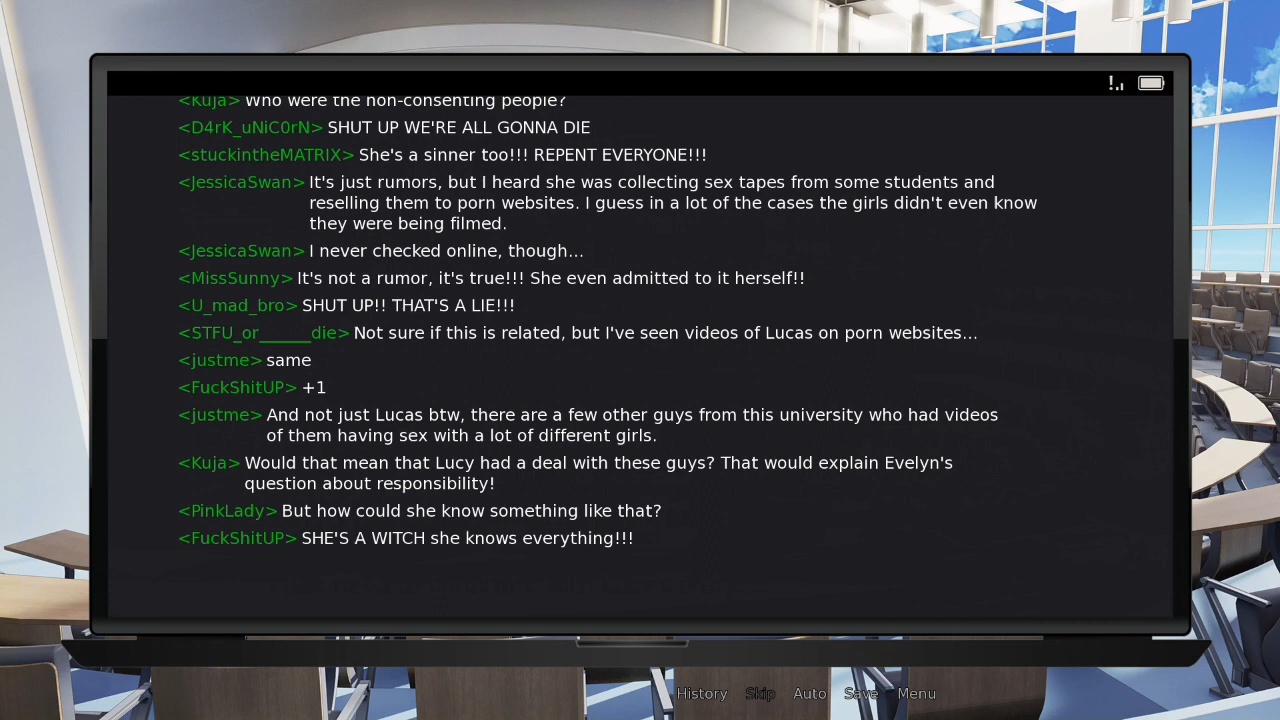 <Kuja> Who were the non-consenting people?
<D4rK_uNiC0rN> SHUT UP WE'RE ALL GONNA DIE
<stuckintheMATRIX> She's a sinner too!!! REPENT EVERYONE!!!
<JessicaSwan> It's just rumors, but I heard she was collecting sex tapes from some students and
reselling them to porn websites. I guess in a lot of the cases the girls didn't even know
they were being filmed.
<JessicaSwan> I never checked online, though...
<MissSunny> It's not a rumor, it's true!!! She even admitted to it herself!!
<U_mad_bro> SHUT UP!! THAT'S A LIE!!!
<STFU_or______die> Not sure if this is related, but I've seen videos of Lucas on porn websites...
<justme> same
<FuckShitUP> +1
<justme> And not just Lucas btw, there are a few other guys from this university who had videos
of them having sex with a lot of different girls.
<Kuja> Would that mean that Lucy had a deal with these guys? That would explain Evelyn's
question about responsibility!
<PinkLady> But how could she know something like that?
<FuckShitUP> SHE'S A WITCH she knows everything!!!
History Skip Auto Save Menu